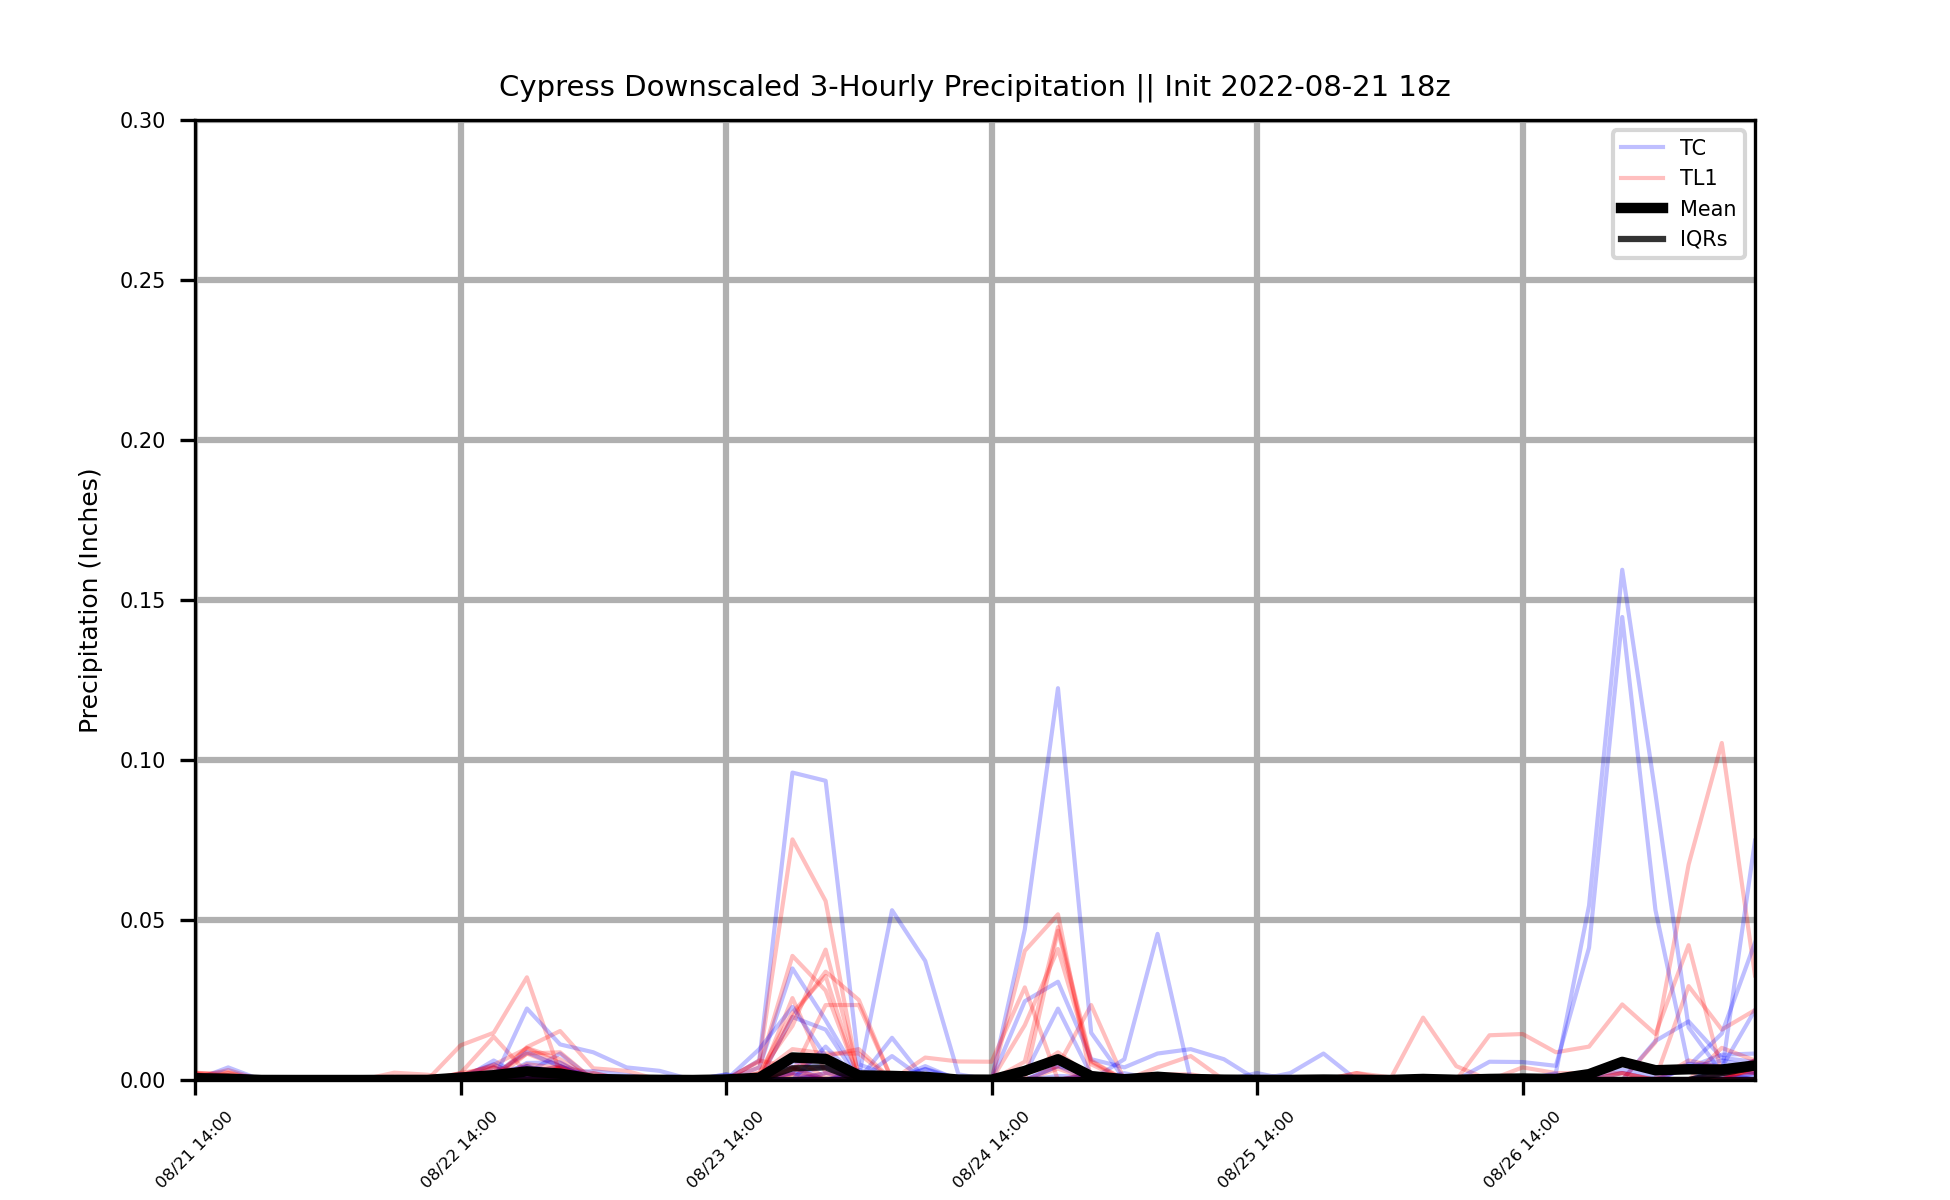 Cypress Downscaled 3-Hourly Precipitation || Init 2022-08-21 18z
TC
TL1
Mean
IQRs
Precipitation (Inches)
0.30
0.25
0.20
0.15
0.10
0.05
0.00
08/21 14:00
08/22 14:00
08/23 14:00
08/24 14:00
08/25 14:00
08/26 14:00